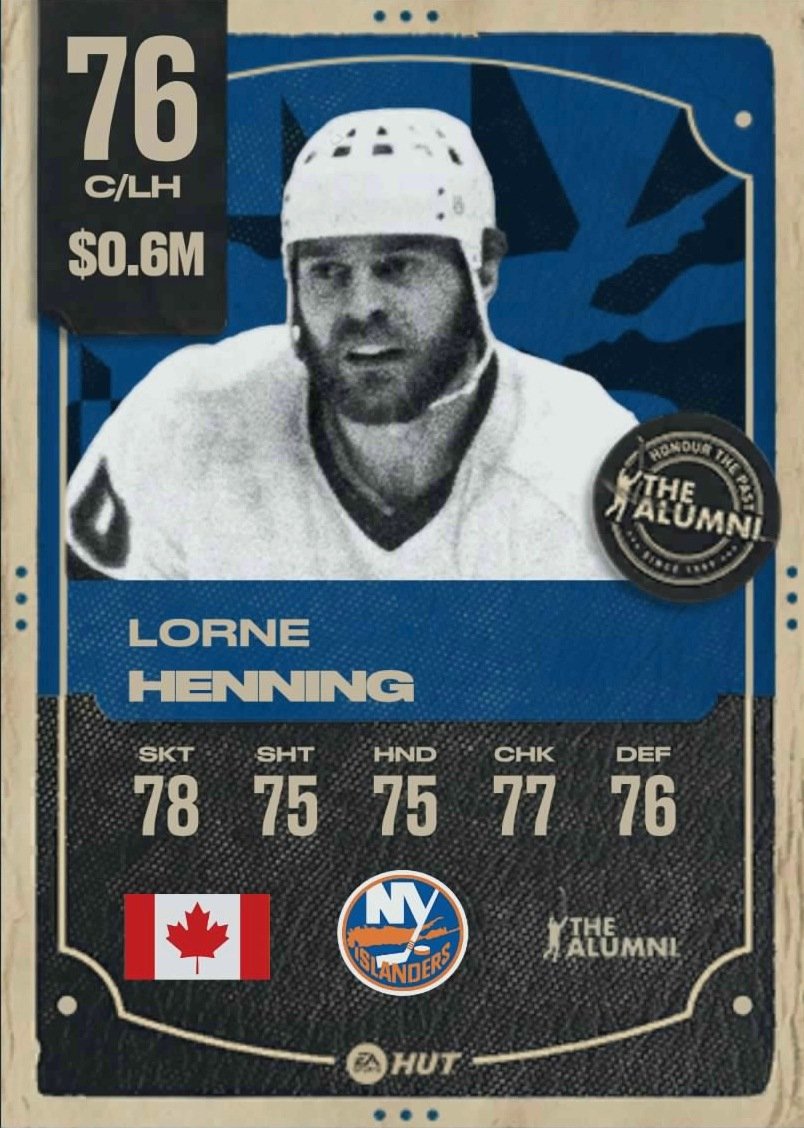 76
C/LH
$0.6M
HONOUR THE PAST
THE
ALUMNI
LORNE
HENNING
SKT SHT HND CHK DEF
78 75 75 77 76
NY
ISLANDERS
THE
ALUMNI
EA
HUT